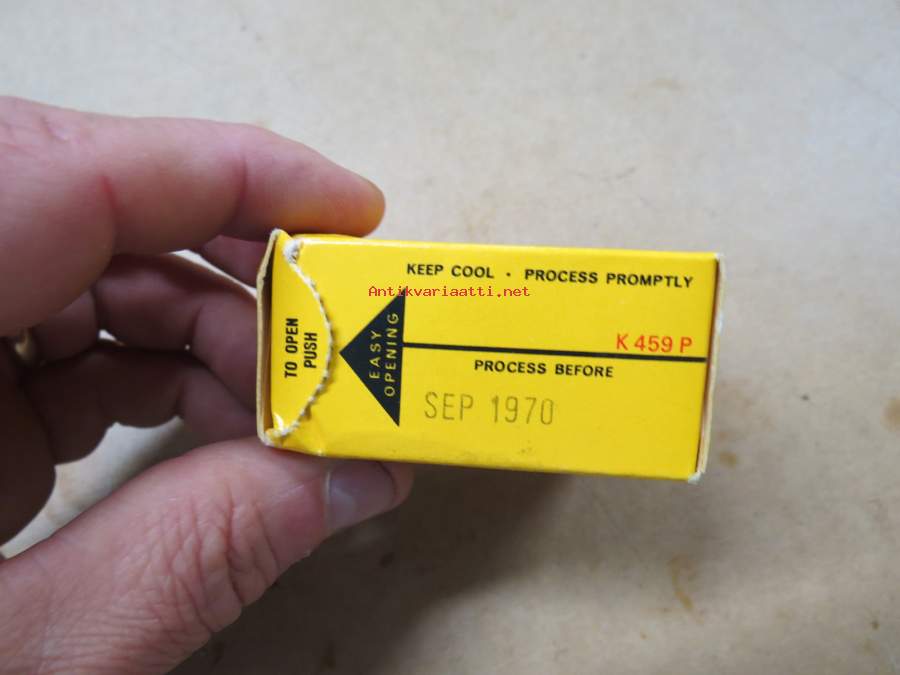 KEEP COOL · PROCESS PROMPTLY
Antikvariaatti.net
TO OPEN
PUSH
EASY
OPENING
K 459 P
PROCESS BEFORE
SEP 1970